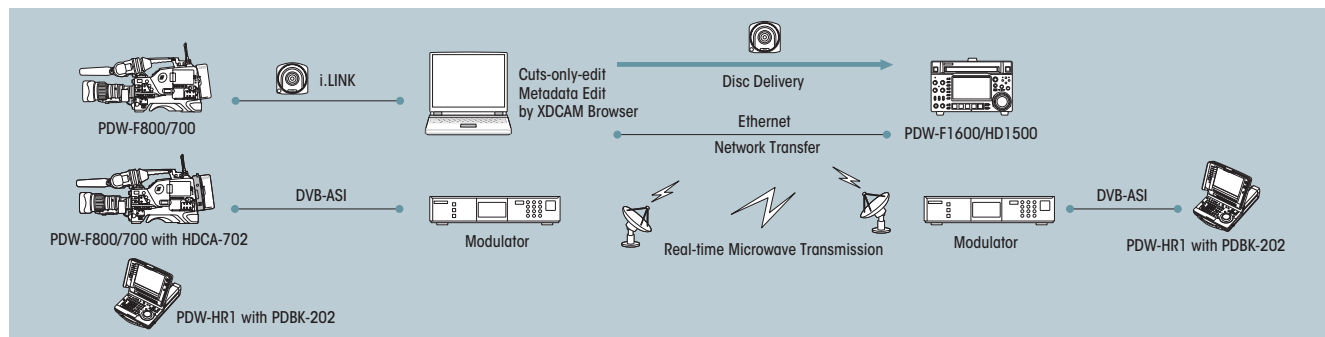 PDW-F800/700
i.LINK
Cuts-only-edit
Metadata Edit
by XDCAM Browser
Disc Delivery
Ethernet
Network Transfer
PDW-F1600/HD1500
PDW-F800/700 with HDCA-702
DVB-ASI
Modulator
Real-time Microwave Transmission
Modulator
DVB-ASI
PDW-HR1 with PDBK-202
PDW-HR1 with PDBK-202